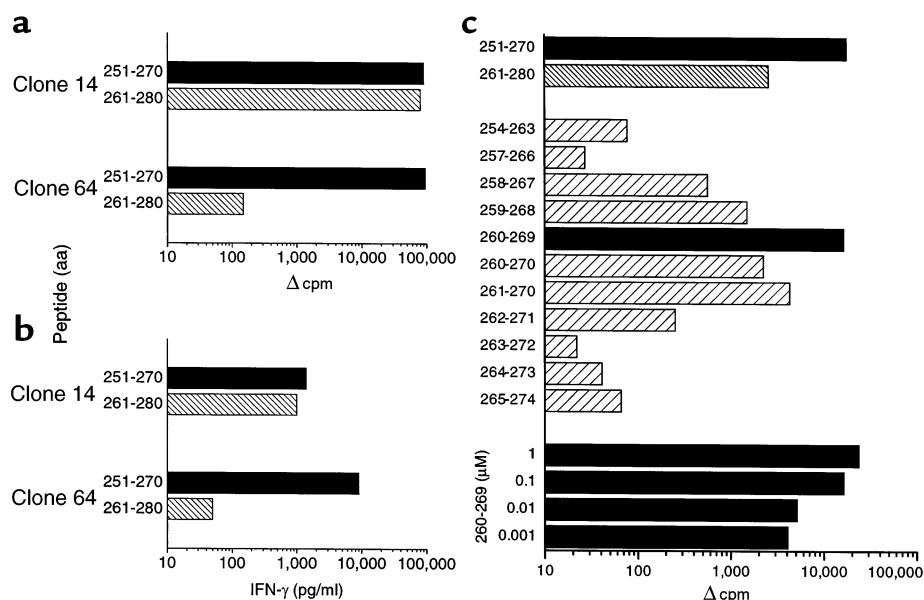 a
Clone 14
251-270
261-280
Clone 64
251-270
261-280
10 100 1,000 10,000 100,000
Δ cpm
Peptide (aa)
b
Clone 14
251-270
261-280
Clone 64
251-270
261-280
10 100 1,000 10,000 100,000
IFN-γ (pg/ml)
c
251-270
261-280
254-263
257-266
258-267
259-268
260-269
260-270
261-270
262-271
263-272
264-273
265-274
260-269 (μM)
1
0.1
0.01
0.001
10 100 1,000 10,000 100,000
Δ cpm